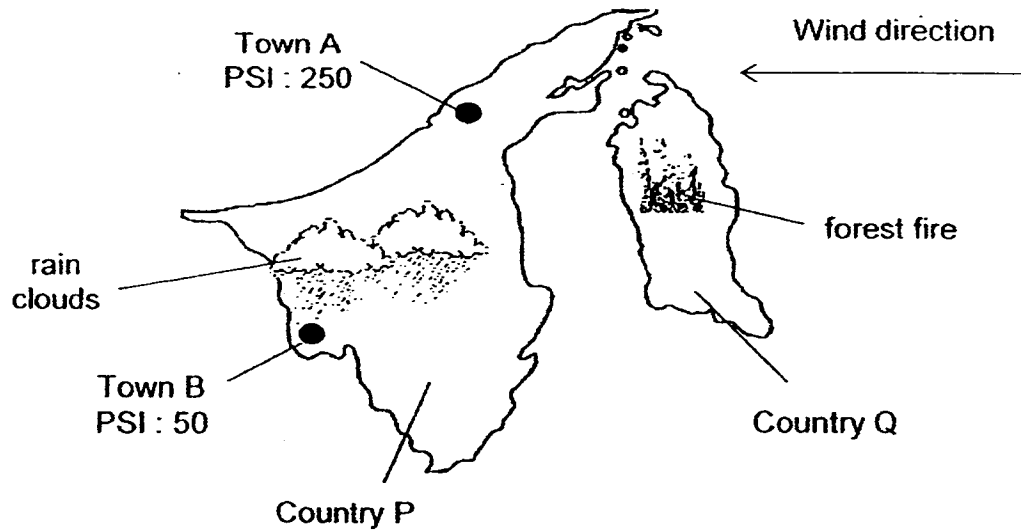 Town A
PSI : 250
Wind direction
forest fire
rain
clouds
Town B
PSI : 50
Country Q
Country P